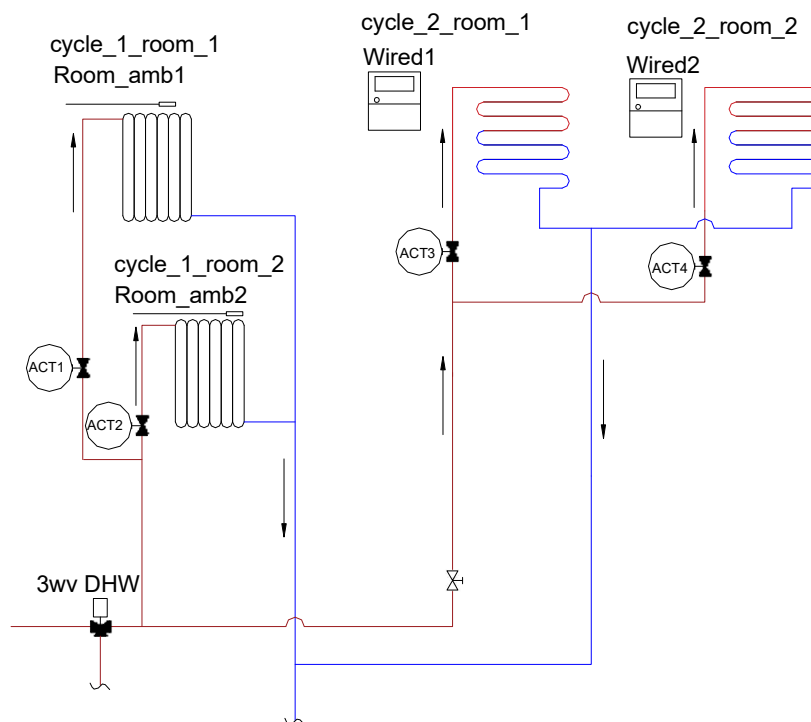 cycle_1_room_1
Room_amb1
cycle_2_room_1
Wired1
cycle_2_room_2
Wired2
cycle_1_room_2
Room_amb2
ACT3
ACT4
ACT1
ACT2
3wv DHW